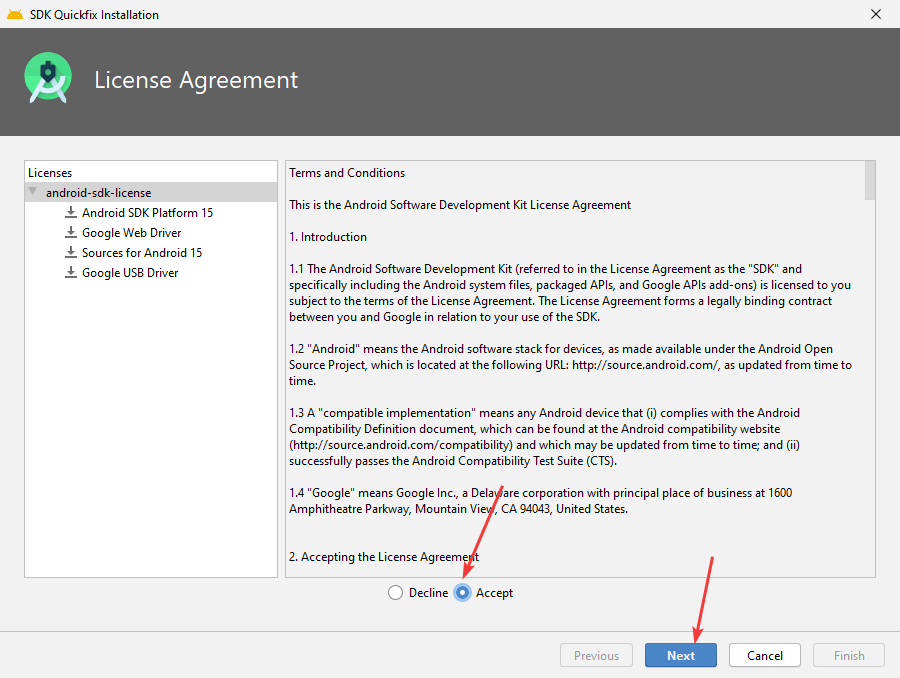 SDK Quickfix Installation
License Agreement
Licenses
android-sdk-license
Android SDK Platform 15
Google Web Driver
Sources for Android 15
Google USB Driver
Terms and Conditions
This is the Android Software Development Kit License Agreement
1. Introduction
1.1 The Android Software Development Kit (referred to in the License Agreement as the "SDK" and
specifically including the Android system files, packaged APIs, and Google APIs add-ons) is licensed to you
subject to the terms of the License Agreement. The License Agreement forms a legally binding contract
between you and Google in relation to your use of the SDK.
1.2 "Android" means the Android software stack for devices, as made available under the Android Open
Source Project, which is located at the following URL: http://source.android.com/, as updated from time to
time.
1.3 A "compatible implementation" means any Android device that (i) complies with the Android
Compatibility Definition document, which can be found at the Android compatibility website
(http://source.android.com/compatibility) and which may be updated from time to time; and (ii)
successfully passes the Android Compatibility Test Suite (CTS).
1.4 "Google" means Google Inc., a Delaware corporation with principal place of business at 1600
Amphitheatre Parkway, Mountain View, CA 94043, United States.
2. Accepting the License Agreement
Decline Accept
Previous Next Cancel Finish